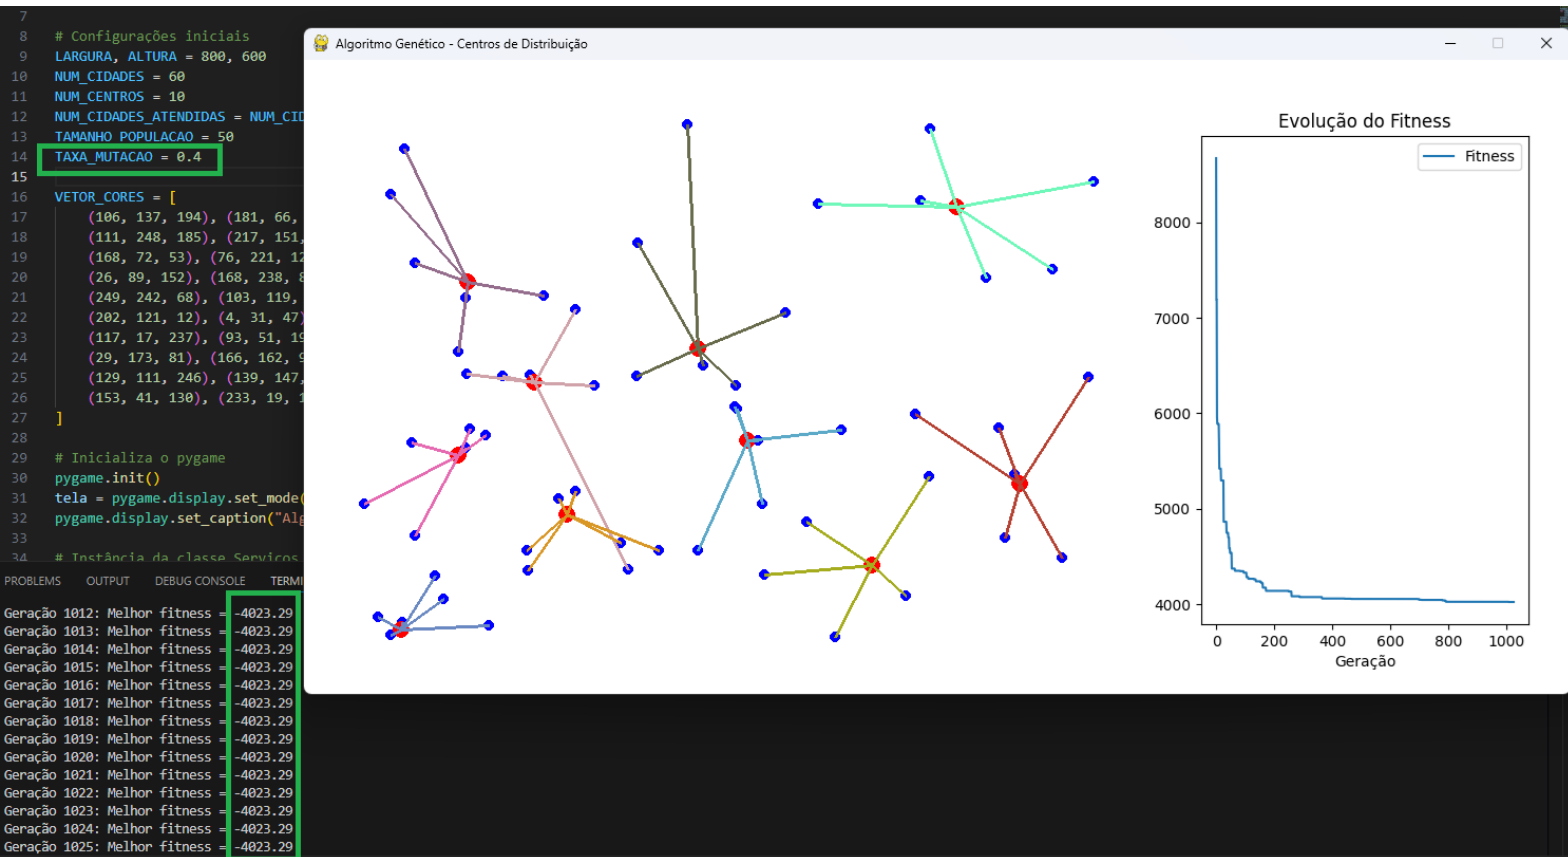 7
8 # Configurações iniciais
9 LARGURA, ALTURA = 800, 600
10 NUM_CIDADES = 60
11 NUM_CENTROS = 10
12 NUM_CIDADES_ATENDIDAS = NUM_CID
13 TAMANHO_POPULACAO = 50
14 TAXA_MUTACAO = 0.4
15
16 VETOR_CORES = [
17 (106, 137, 194), (181, 66,
18 (111, 248, 185), (217, 151,
19 (168, 72, 53), (76, 221, 12
20 (26, 89, 152), (168, 238, 8
21 (249, 242, 68), (103, 119,
22 (202, 121, 12), (4, 31, 47)
23 (117, 17, 237), (93, 51, 19
24 (29, 173, 81), (166, 162, 9
25 (129, 111, 246), (139, 147,
26 (153, 41, 130), (233, 19, 1
27 ]
28
29 # Inicializa o pygame
30 pygame.init()
31 tela = pygame.display.set_mode(
32 pygame.display.set_caption("Alg
33
34 # Instância da classe Servicos
Algoritmo Genético - Centros de Distribuição
Evolução do Fitness
Fitness
8000
7000
6000
5000
4000
0 200 400 600 800 1000
Geração
PROBLEMS OUTPUT DEBUG CONSOLE TERMI
Geração 1012: Melhor fitness = -4023.29
Geração 1013: Melhor fitness = -4023.29
Geração 1014: Melhor fitness = -4023.29
Geração 1015: Melhor fitness = -4023.29
Geração 1016: Melhor fitness = -4023.29
Geração 1017: Melhor fitness = -4023.29
Geração 1018: Melhor fitness = -4023.29
Geração 1019: Melhor fitness = -4023.29
Geração 1020: Melhor fitness = -4023.29
Geração 1021: Melhor fitness = -4023.29
Geração 1022: Melhor fitness = -4023.29
Geração 1023: Melhor fitness = -4023.29
Geração 1024: Melhor fitness = -4023.29
Geração 1025: Melhor fitness = -4023.29